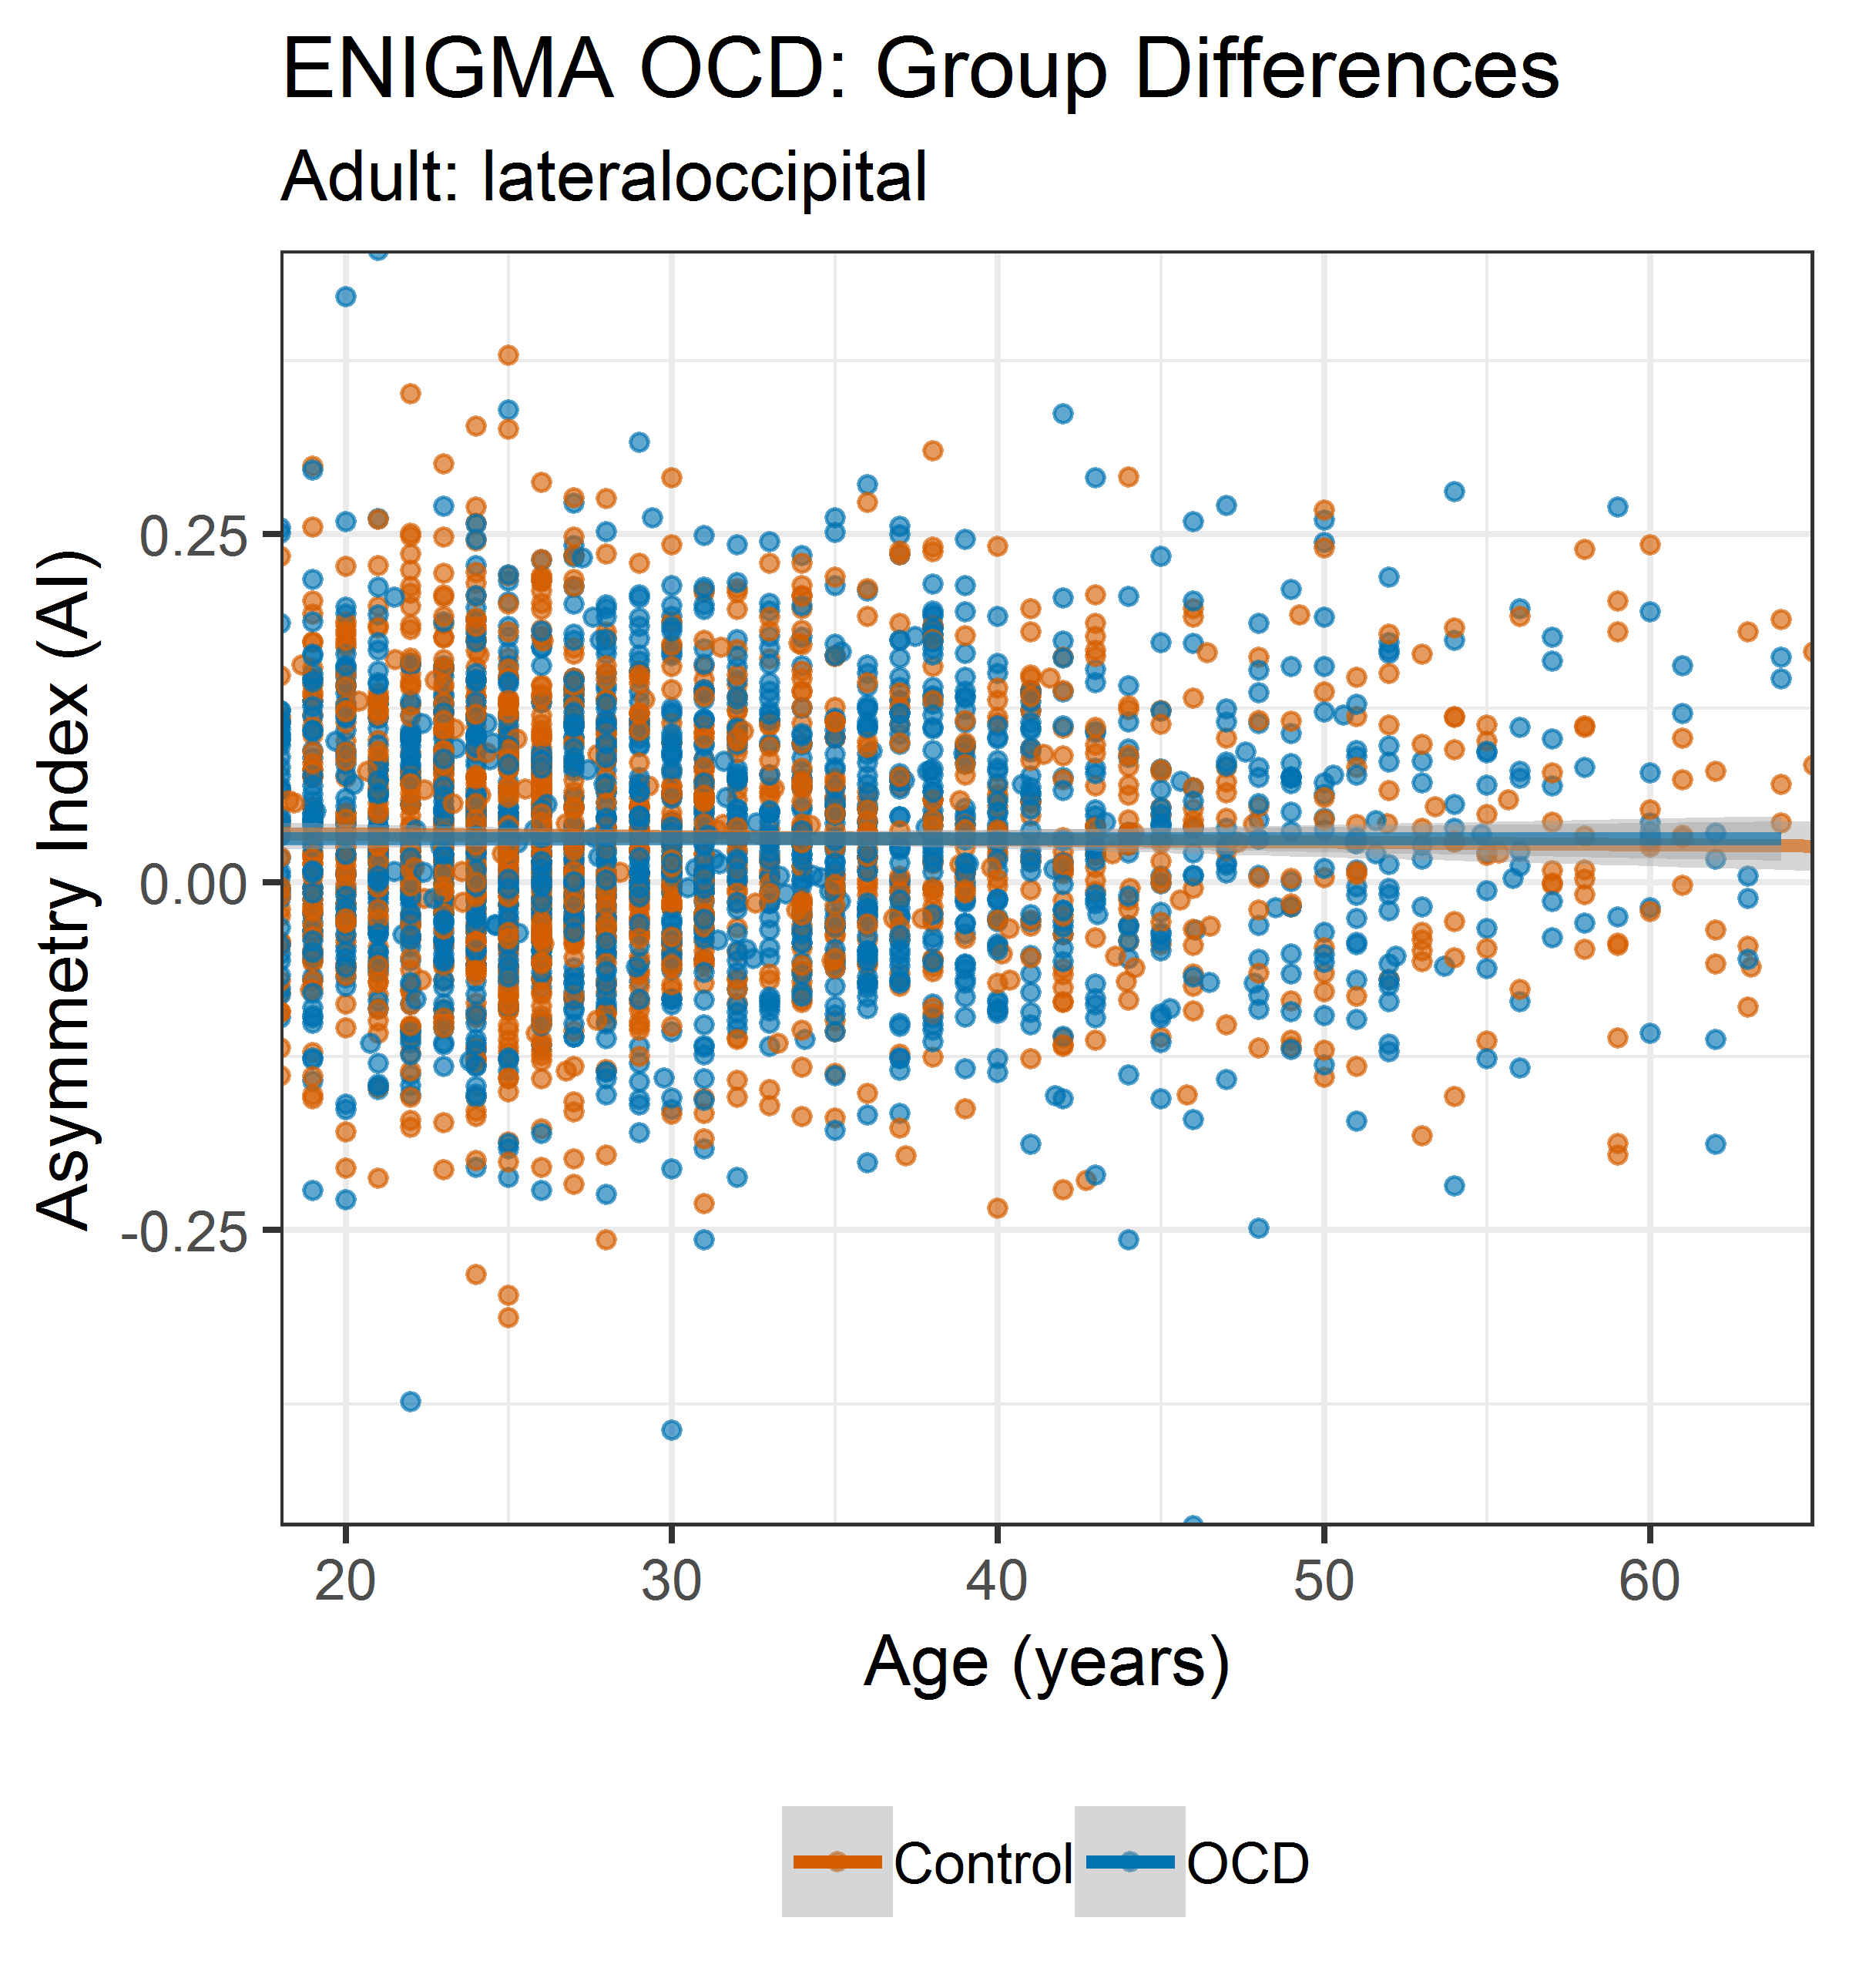 ENIGMA OCD: Group Differences
Adult: lateraloccipital
Asymmetry Index (AI)
0.25
0.00
-0.25
20 30 40 50 60
Age (years)
Control OCD